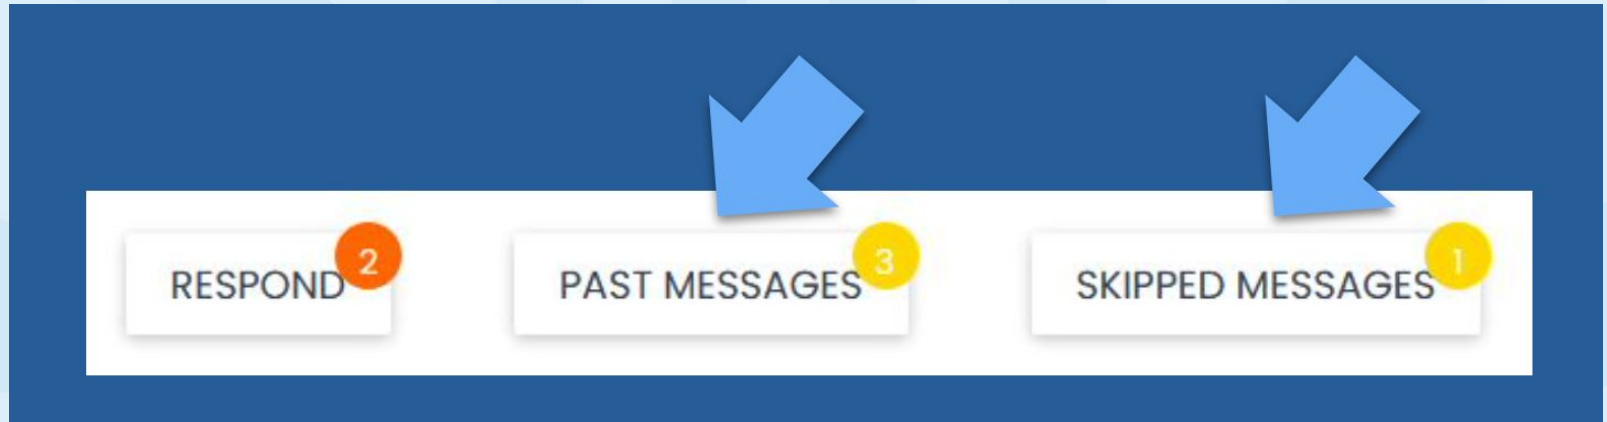 RESPOND 2
PAST MESSAGES 3
SKIPPED MESSAGES 1